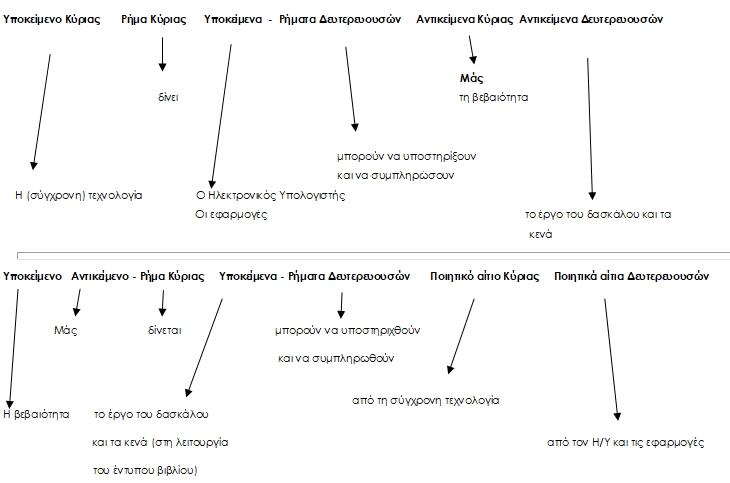 Υποκείμενο Κύριας Ρήμα Κύριας Υποκείμενα - Ρήματα Δευτερευουσών Αντικείμενα Κύριας Αντικείμενα Δευτερευουσών
Μάς
δίνει τη βεβαιότητα
μπορούν να υποστηρίξουν
και να συμπληρώσουν
Η (σύγχρονη) τεχνολογία Ο Ηλεκτρονικός Υπολογιστής
Οι εφαρμογές το έργο του δασκάλου και τα
κενά
Υποκείμενο Αντικείμενο - Ρήμα Κύριας Υποκείμενα - Ρήματα Δευτερευουσών Ποιητικό αίτιο Κύριας Ποιητικά αίτια Δευτερευουσών
Μάς δίνεται μπορούν να υποστηριχθούν
και να συμπληρωθούν
από τη σύγχρονη τεχνολογία
Η βεβαιότητα το έργο του δασκάλου
και τα κενά (στη λειτουργία από τον Η/Υ και τις εφαρμογές
του έντυπου βιβλίου)